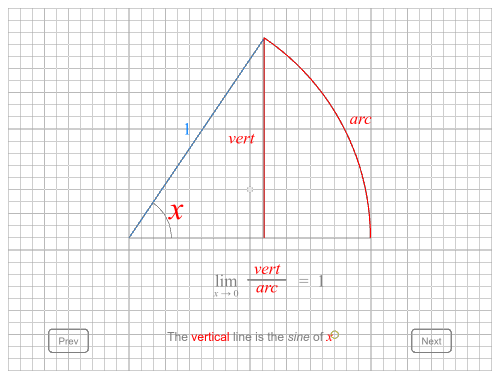 1
vert
arc
x
lim x → 0 vert / arc = 1
Prev
The vertical line is the sine of x
Next